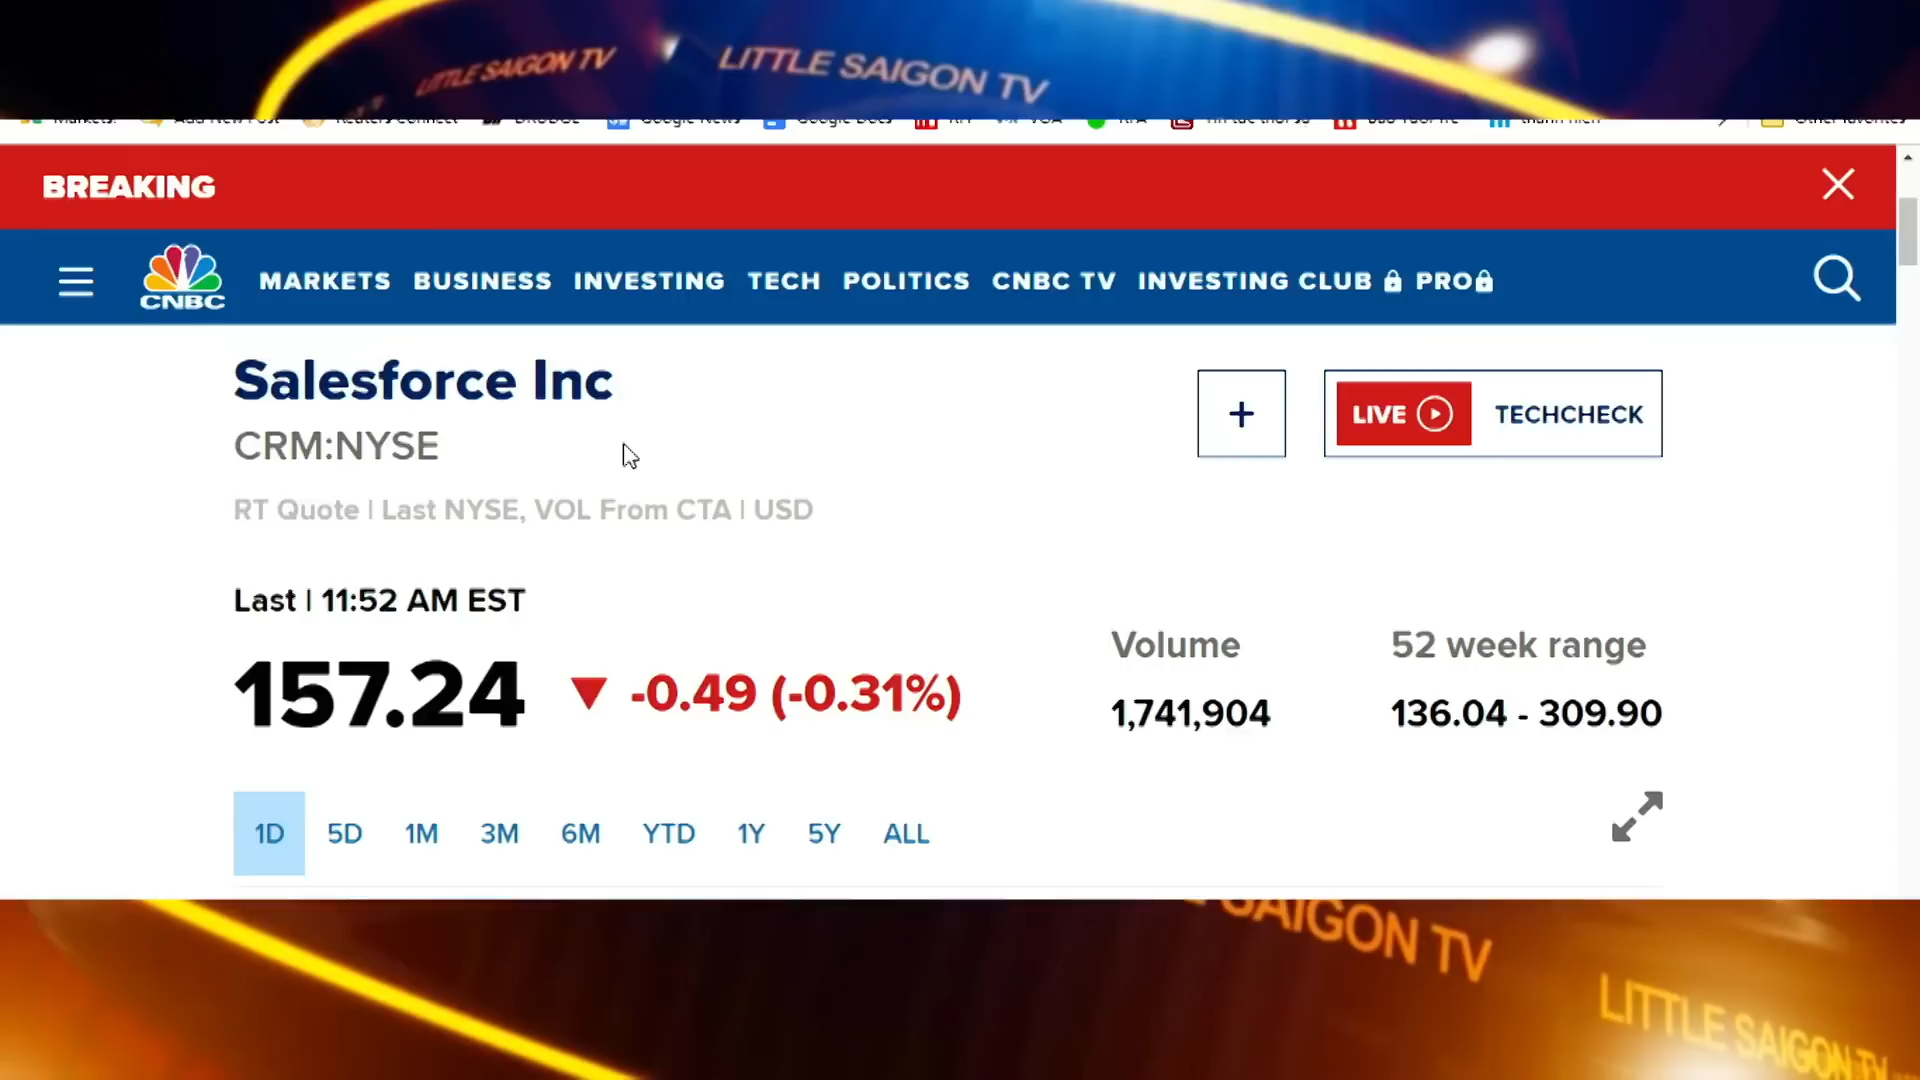 LITTLE SAIGON TV
LITTLE SAIGON TV
BREAKING
CNBC
MARKETS BUSINESS INVESTING TECH POLITICS CNBC TV INVESTING CLUB PRO
Salesforce Inc
+
LIVE TECHCHECK
CRM:NYSE
RT Quote | Last NYSE, VOL From CTA | USD
Last | 11:52 AM EST
Volume 52 week range
157.24 ▼ -0.49 (-0.31%)
1,741,904 136.04 - 309.90
1D 5D 1M 3M 6M YTD 1Y 5Y ALL
SAIGON TV
LITTLE SAIGON TV